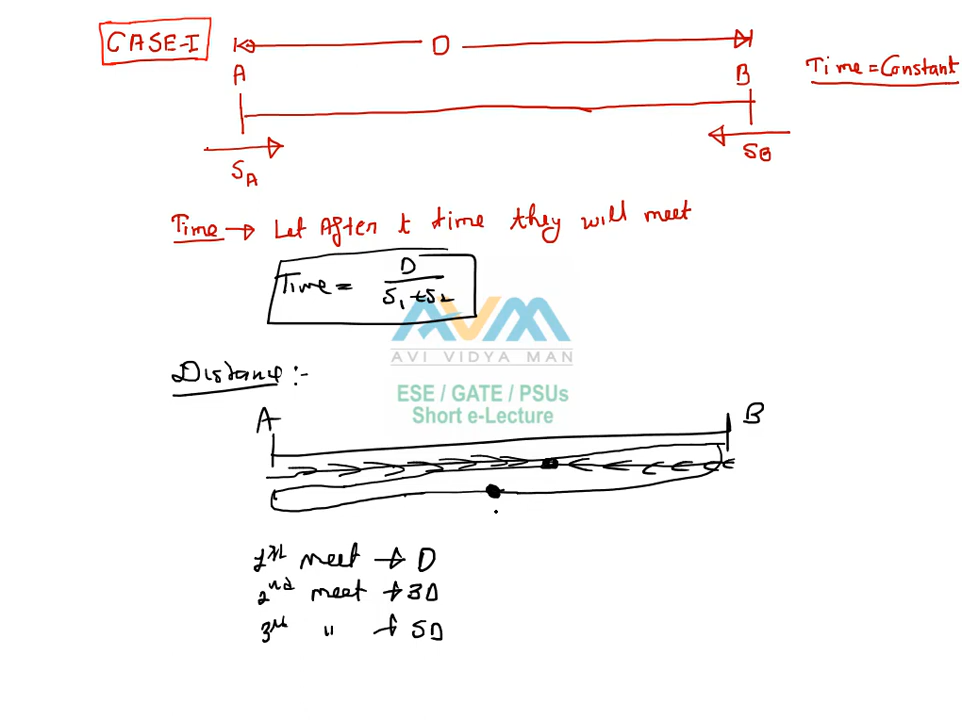 CASE-I
D
A
B
Time = Constant
SA
SB
Time → Let After t time they will meet
Time = D / S1 + S2
AVM
AVI VIDYA MAN
Distance :-
ESE / GATE / PSUs
Short e-Lecture
A
B
1st meet → D
2nd meet → 3D
3rd " → 5D